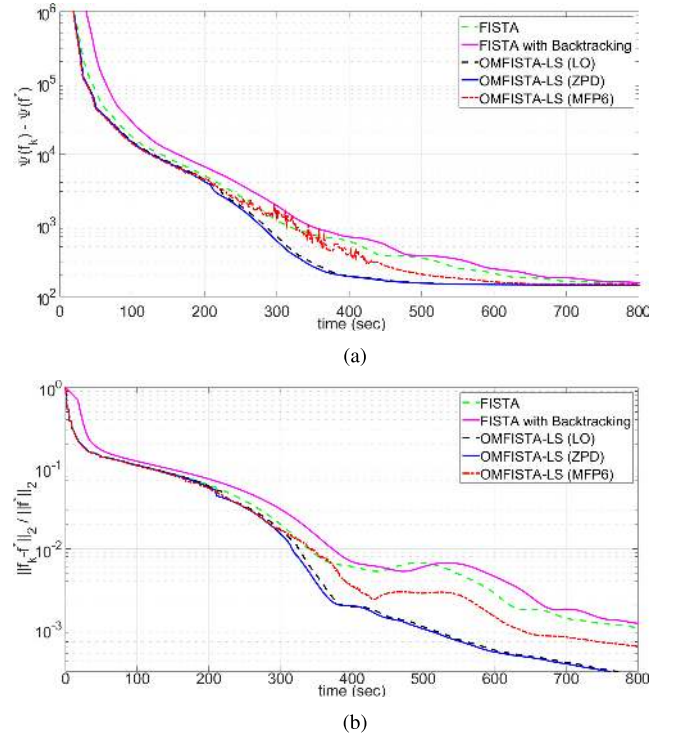 10^6
10^5
10^4
10^3
10^2
Ψ(f_k) - Ψ(f^*)
FISTA
FISTA with Backtracking
OMFISTA-LS (LO)
OMFISTA-LS (ZPD)
OMFISTA-LS (MFP6)
0 100 200 300 400 500 600 700 800
time (sec)
(a)
10^0
10^-1
10^-2
10^-3
||f_k-f^*||_2 / ||f^*||_2
FISTA
FISTA with Backtracking
OMFISTA-LS (LO)
OMFISTA-LS (ZPD)
OMFISTA-LS (MFP6)
0 100 200 300 400 500 600 700 800
time (sec)
(b)